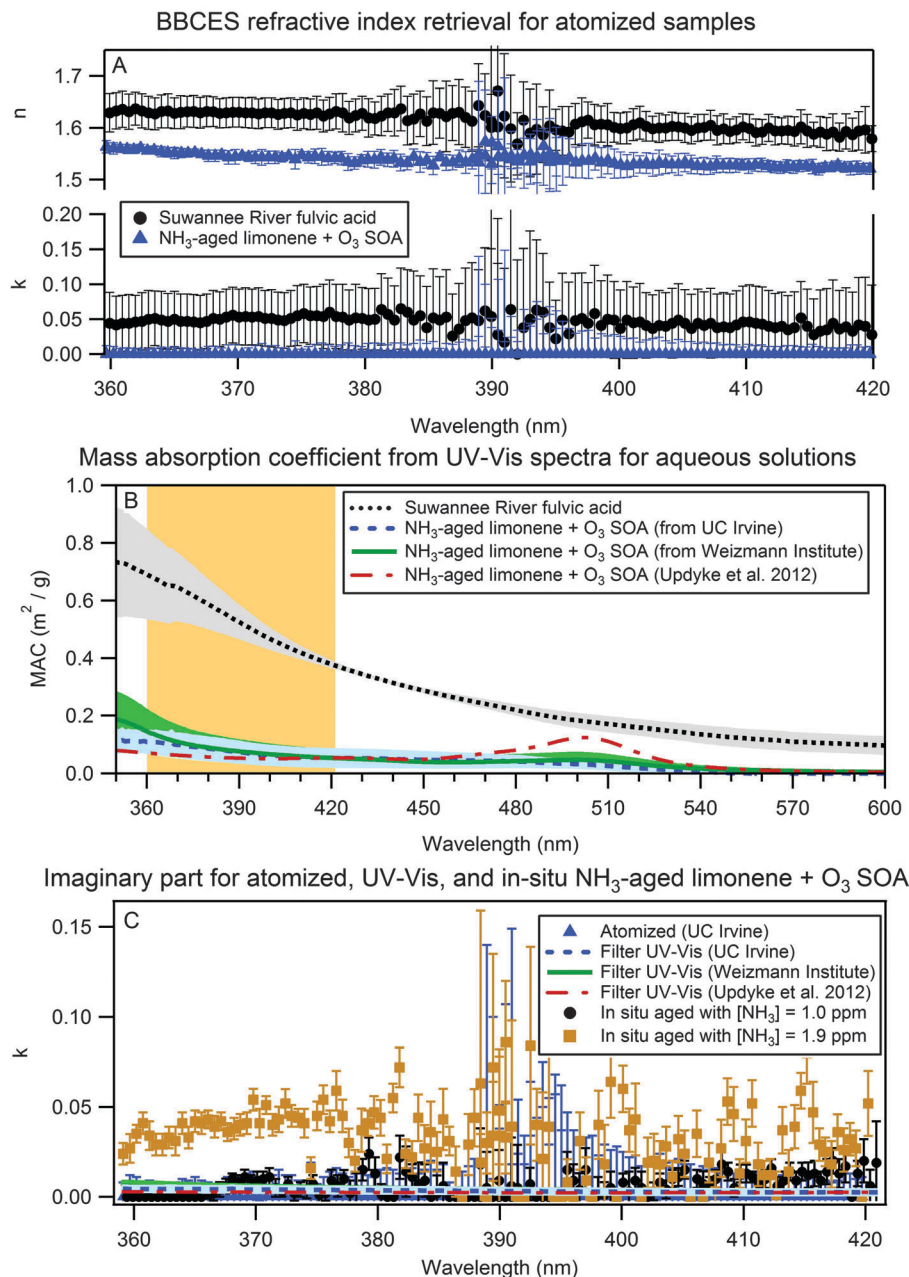 BBCES refractive index retrieval for atomized samples
A
n
1.7
1.6
1.5
Suwannee River fulvic acid
NH₃-aged limonene + O₃ SOA
k
0.20
0.15
0.10
0.05
0.00
360 370 380 390 400 410 420
Wavelength (nm)
Mass absorption coefficient from UV-Vis spectra for aqueous solutions
B
MAC (m² / g)
1.0
0.8
0.6
0.4
0.2
0.0
Suwannee River fulvic acid
NH₃-aged limonene + O₃ SOA (from UC Irvine)
NH₃-aged limonene + O₃ SOA (from Weizmann Institute)
NH₃-aged limonene + O₃ SOA (Updyke et al. 2012)
360 390 420 450 480 510 540 570 600
Wavelength (nm)
Imaginary part for atomized, UV-Vis, and in-situ NH₃-aged limonene + O₃ SOA
C
k
0.15
0.10
0.05
0.00
Atomized (UC Irvine)
Filter UV-Vis (UC Irvine)
Filter UV-Vis (Weizmann Institute)
Filter UV-Vis (Updyke et al. 2012)
In situ aged with [NH₃] = 1.0 ppm
In situ aged with [NH₃] = 1.9 ppm
360 370 380 390 400 410 420
Wavelength (nm)